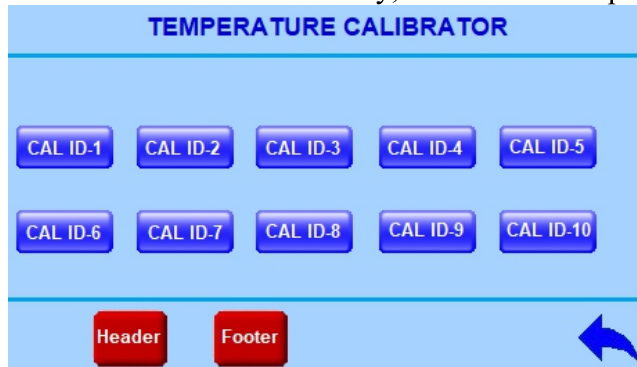 TEMPERATURE CALIBRATOR
CAL ID-1 CAL ID-2 CAL ID-3 CAL ID-4 CAL ID-5
CAL ID-6 CAL ID-7 CAL ID-8 CAL ID-9 CAL ID-10
Header Footer